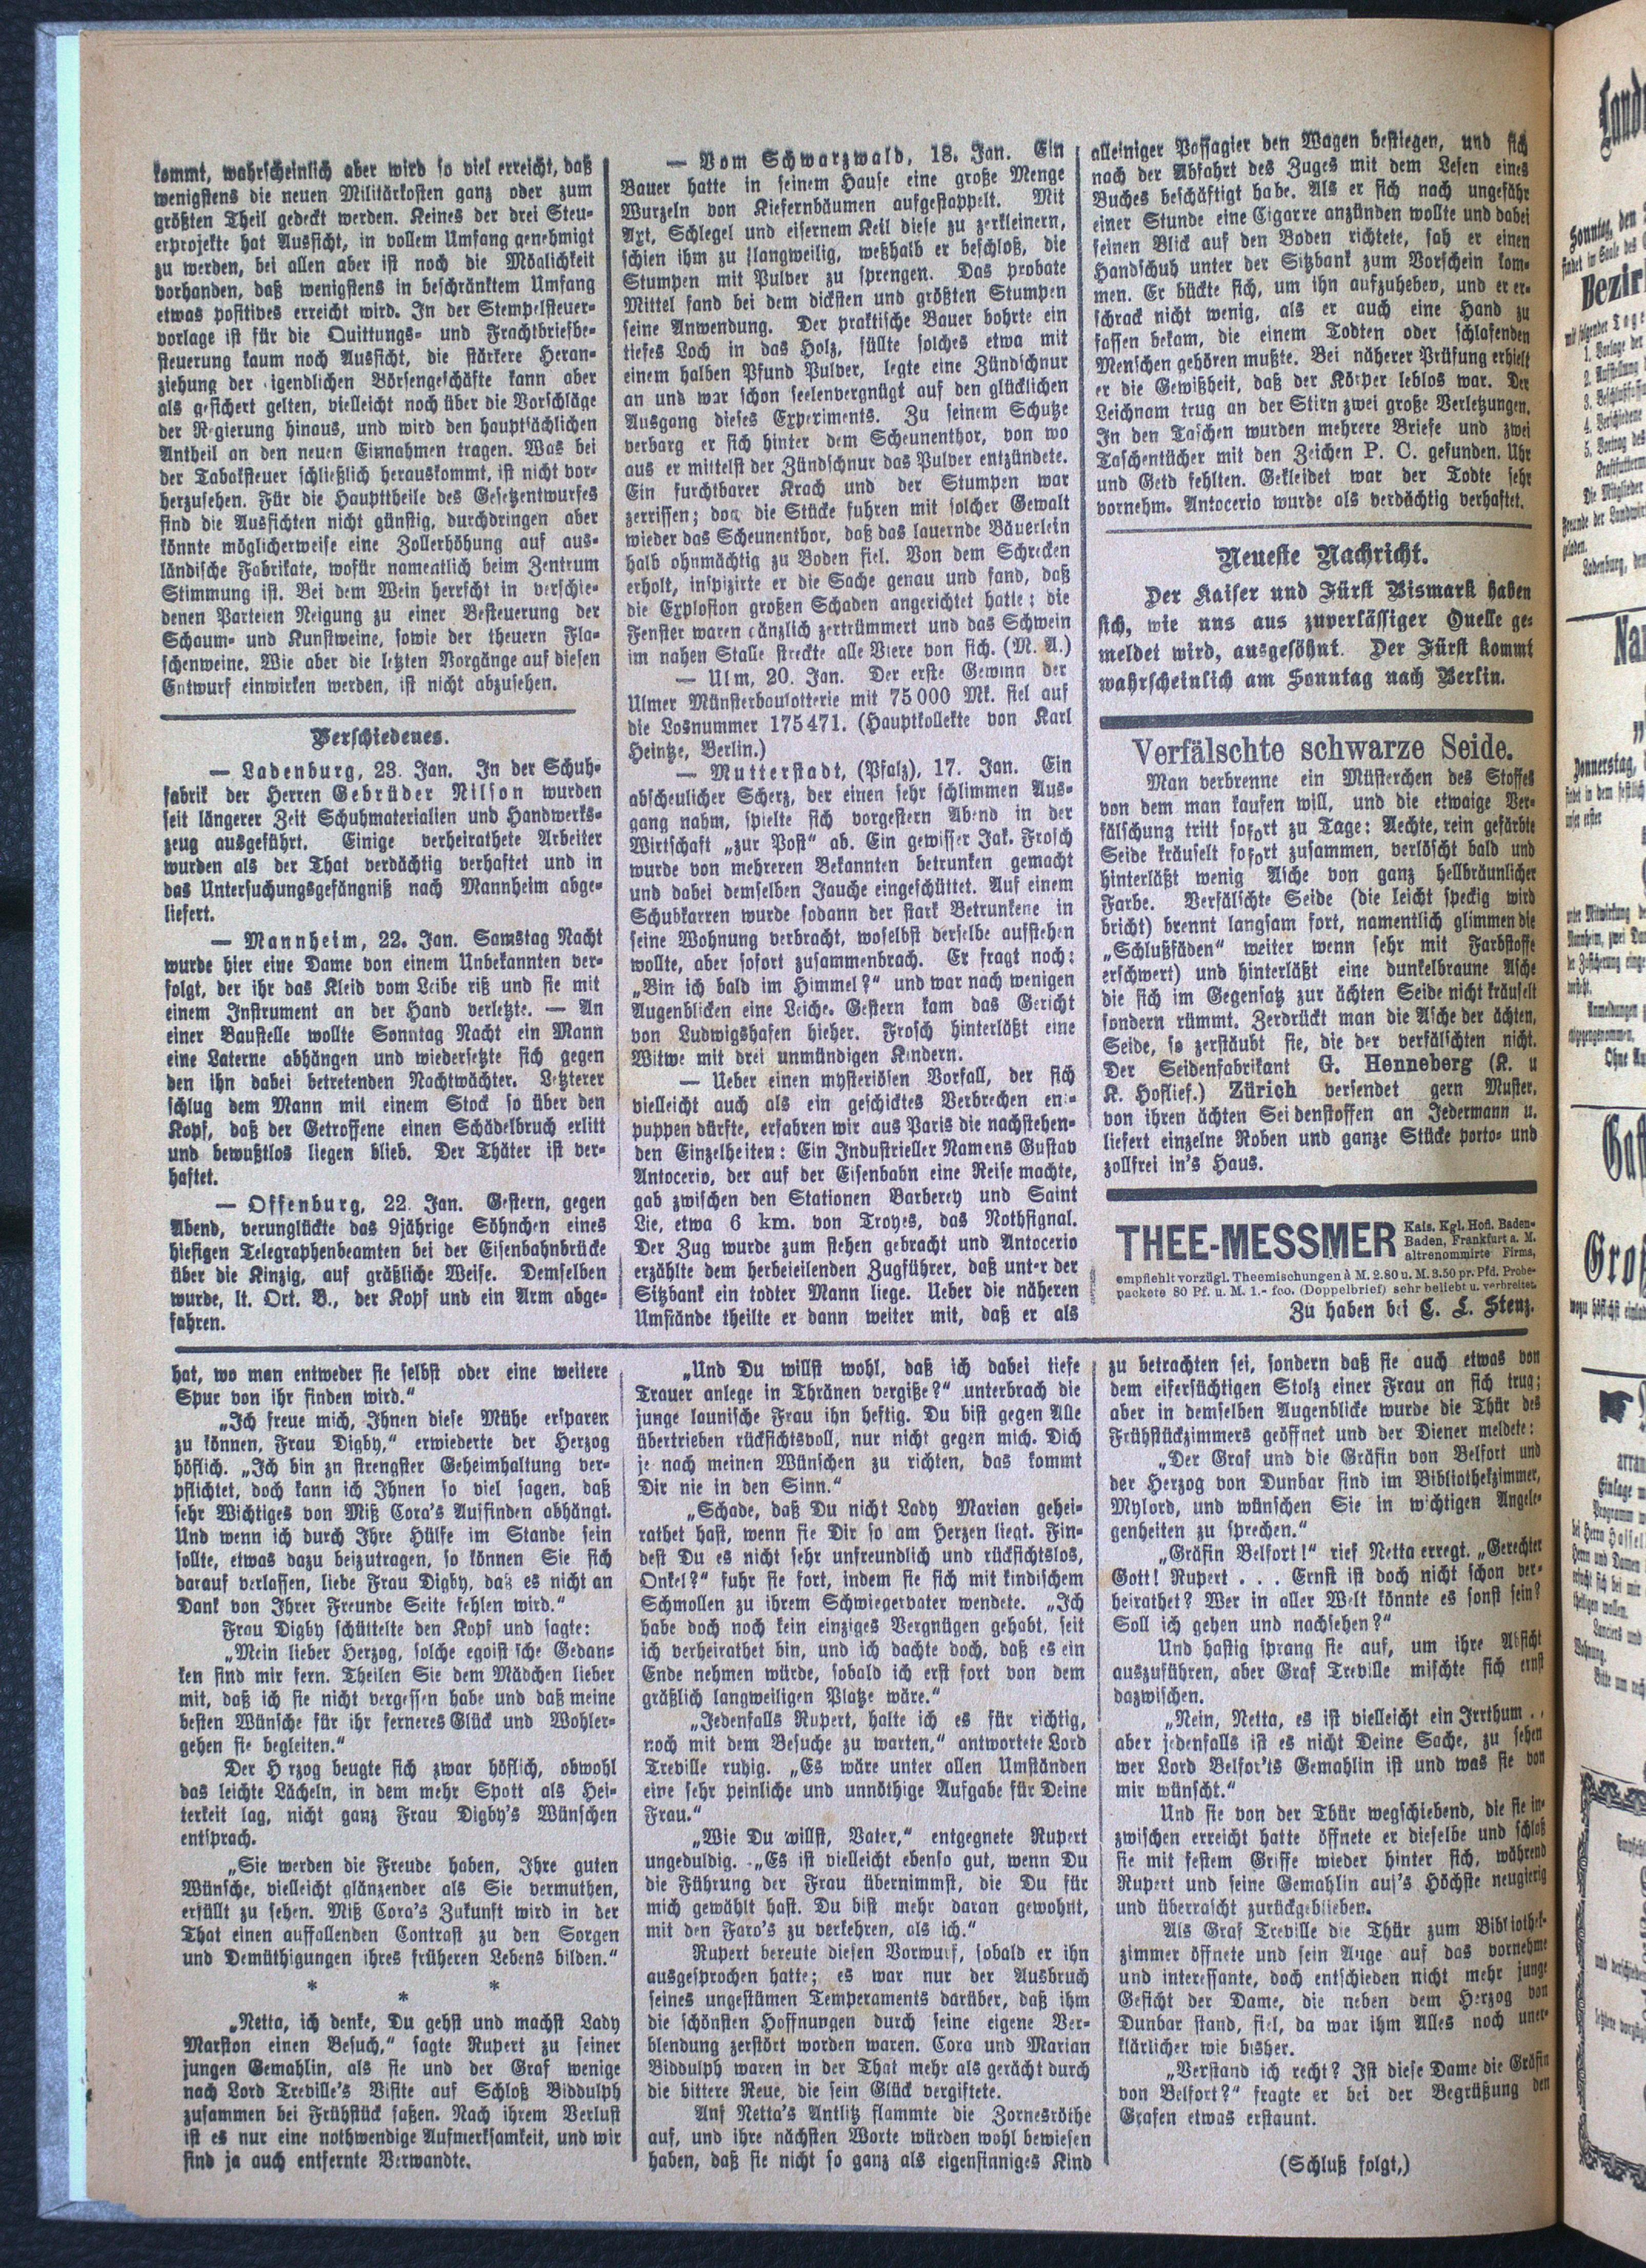 kommt, wahrscheinlich aber wird so viel erreicht, daß
wenigstens die neuen Militärkosten ganz oder zum
größten Theil gedeckt werden. Keines der drei Steu-
erprojekte hat Aussicht, in vollem Umfang genehmigt
zu werden, bei allen aber ist noch die Möglichkeit
vorhanden, daß wenigstens in beschränktem Umfang
etwas positives erreicht wird. In der Stempelsteuer-
vorlage ist für die Quittungs- und Frachtbriefbe-
steuerung kaum noch Aussicht, die stärkere Heran-
ziehung der igendlichen Börsengeschäfte kann aber
als gesichert gelten, vielleicht noch über die Vorschläge
der Regierung hinaus, und wird den hauptsächlichen
Antheil an den neuen Einnahmen tragen. Was bei
der Tabaksteuer schließlich herauskommt, ist nicht vor-
herzusehen. Für die Haupttheile des Gesetzentwurfes
sind die Aussichten nicht günstig, durchdringen aber
könnte möglicherweise eine Zollerhöhung auf aus-
ländische Fabrikate, wofür nameatlich beim Zentrum
Stimmung ist. Bei dem Wein herrscht in verschie-
denen Parteien Neigung zu einer Besteuerung der
Schaum- und Kunstweine, sowie der theuern Fla-
schenweine. Wie aber die letzten Vorgänge auf diesen
Entwurf einwirken werden, ist nicht abzusehen.
Verschiedenes.
— Ladenburg, 23. Jan. In der Schuh-
fabrik der Herren Gebrüder Nilson wurden
seit längerer Zeit Schuhmaterialien und Handwerks-
zeug ausgeführt. Einige verheirathete Arbeiter
wurden als der That verdächtig verhaftet und in
das Untersuchungsgefängniß nach Mannheim abge-
liefert.
— Mannheim, 22. Jan. Samstag Nacht
wurde hier eine Dame von einem Unbekannten ver-
folgt, der ihr das Kleid vom Leibe riß und sie mit
einem Instrument an der Hand verletzte. — An
einer Baustelle wollte Sonntag Nacht ein Mann
eine Laterne abhängen und wiedersetzte sich gegen
den ihn dabei betretenden Nachtwächter. Letzterer
schlug dem Mann mit einem Stock so über den
Kopf, daß der Getroffene einen Schädelbruch erlitt
und bewußtlos liegen blieb. Der Thäter ist ver-
haftet.
— Offenburg, 22. Jan. Gestern, gegen
Abend, verunglückte das 9jährige Söhnchen eines
hiesigen Telegraphenbeamten bei der Eisenbahnbrücke
über die Kinzig, auf gräßliche Weise. Demselben
wurde, lt. Ort. B., der Kopf und ein Arm abge-
fahren.
— Vom Schwarzwald, 18. Jan. Ein
Bauer hatte in seinem Hause eine große Menge
Wurzeln von Kiefernbäumen aufgestappelt. Mit
Axt, Schlegel und eisernem Keil diese zu zerkleinern,
schien ihm zu langweilig, weßhalb er beschloß, die
Stumpen mit Pulver zu sprengen. Das probate
Mittel fand bei dem dicksten und größten Stumpen
seine Anwendung. Der praktische Bauer bohrte ein
tiefes Loch in das Holz, füllte solches etwa mit
einem halben Pfund Pulver, legte eine Zündschnur
an und war schon seelenvergnügt auf den glücklichen
Ausgang dieses Experiments. Zu seinem Schutze
verbarg er sich hinter dem Scheunenthor, von wo
aus er mittelst der Zündschnur das Pulver entzündete.
Ein furchtbarer Krach und der Stumpen war
zerrissen; doch die Stücke fuhren mit solcher Gewalt
wieder das Scheunenthor, daß das lauernde Bäuerlein
halb ohnmächtig zu Boden fiel. Von dem Schrecken
erholt, inspizirte er die Sache genau und fand, daß
die Explosion großen Schaden angerichtet hatte; die
Fenster waren gänzlich zertrümmert und das Schwein
im nahen Stalle streckte alle Viere von sich. (M. A.)
— Ulm, 20. Jan. Der erste Gewinn der
Ulmer Münsterbaulotterie mit 75000 Mk. fiel auf
die Losnummer 175471. (Hauptkollekte von Karl
Heintze, Berlin.)
— Mutterstadt, (Pfalz), 17. Jan. Ein
abscheulicher Scherz, der einen sehr schlimmen Aus-
gang nahm, spielte sich vorgestern Abend in der
Wirtschaft „zur Post“ ab. Ein gewisser Jak. Frosch
wurde von mehreren Bekannten betrunken gemacht
und dabei demselben Jauche eingeschüttet. Auf einem
Schubkarren wurde sodann der stark Betrunkene in
seine Wohnung verbracht, woselbst derselbe aufstehen
wollte, aber sofort zusammenbrach. Er fragt noch:
„Bin ich bald im Himmel?“ und war nach wenigen
Augenblicken eine Leiche. Gestern kam das Gericht
von Ludwigshafen hieher. Frosch hinterläßt eine
Witwe mit drei unmündigen Kindern.
— Ueber einen mysteriösen Vorfall, der sich
vielleicht auch als ein geschicktes Verbrechen ent-
puppen dürfte, erfahren wir aus Paris die nachstehen-
den Einzelheiten: Ein Industrieller Namens Gustav
Antocerio, der auf der Eisenbahn eine Reise machte,
gab zwischen den Stationen Barberey und Saint
Lie, etwa 6 km. von Troyes, das Nothsignal.
Der Zug wurde zum stehen gebracht und Antocerio
erzählte dem herbeieilenden Zugführer, daß unter der
Sitzbank ein todter Mann liege. Ueber die näheren
Umstände theilte er dann weiter mit, daß er als
alleiniger Passagier den Wagen bestiegen, und sich
nach der Abfahrt des Zuges mit dem Lesen eines
Buches beschäftigt habe. Als er sich nach ungefähr
einer Stunde eine Cigarre anzünden wollte und dabei
seinen Blick auf den Boden richtete, sah er einen
Handschuh unter der Sitzbank zum Vorschein kom-
men. Er bückte sich, um ihn aufzuheben, und er er-
schrack nicht wenig, als er auch eine Hand zu
fassen bekam, die einem Todten oder schlafenden
Menschen gehören mußte. Bei näherer Prüfung erhielt
er die Gewißheit, daß der Körper leblos war. Der
Leichnam trug an der Stirn zwei große Verletzungen.
In den Taschen wurden mehrere Briefe und zwei
Taschentücher mit den Zeichen P. C. gefunden. Uhr
und Geld fehlten. Gekleidet war der Todte sehr
vornehm. Antocerio wurde als verdächtig verhaftet.
Neueste Nachricht.
Der Kaiser und Fürst Bismark haben
sich, wie uns aus zuverlässiger Quelle ge-
meldet wird, ausgesöhnt. Der Fürst kommt
wahrscheinlich am Sonntag nach Berlin.
Verfälschte schwarze Seide.
Man verbrenne ein Müsterchen des Stoffes
von dem man kaufen will, und die etwaige Ver-
fälschung tritt sofort zu Tage: Aechte, rein gefärbte
Seide kräuselt sofort zusammen, verlöscht bald und
hinterläßt wenig Asche von ganz hellbräunlicher
Farbe. Verfälschte Seide (die leicht speckig wird
bricht) brennt langsam fort, namentlich glimmen die
„Schlußfäden“ weiter wenn sehr mit Farbstoffe
erschwert) und hinterläßt eine dunkelbraune Asche
die sich im Gegensatz zur ächten Seide nicht kräuselt
sondern rümmt. Zerdrückt man die Asche der ächten,
Seide, so zerstäubt sie, die der verfälschten nicht.
Der Seidenfabrikant G. Henneberg (K. u
K. Hoflief.) Zürich versendet gern Muster,
von ihren ächten Seidenstoffen an Jedermann u.
liefert einzelne Roben und ganze Stücke porto- und
zollfrei in's Haus.
THEE-MESSMER
Kais. Kgl. Hofl. Baden-
Baden, Frankfurt a. M.
altrenommirte Firma,
empfiehlt vorzügl. Theemischungen à M. 2.80 u. M. 3.50 pr. Pfd. Probe-
packete 80 Pf. u. M. 1.- fco. (Doppelbrief) sehr beliebt u. verbreitet.
Zu haben bei C. L. Stenz.
hat, wo man entweder sie selbst oder eine weitere
Spur von ihr finden wird.“
„Ich freue mich, Ihnen diese Mühe ersparen
zu können, Frau Digby,“ erwiederte der Herzog
höflich. „Ich bin zn strengster Geheimhaltung ver-
pflichtet, doch kann ich Ihnen so viel sagen, daß
sehr Wichtiges von Miß Cora's Auffinden abhängt.
Und wenn ich durch Ihre Hülfe im Stande sein
sollte, etwas dazu beizutragen, so können Sie sich
darauf verlassen, liebe Frau Digby, daß es nicht an
Dank von Ihrer Freunde Seite fehlen wird.“
Frau Digby schüttelte den Kopf und sagte:
„Mein lieber Herzog, solche egoist sche Gedan-
ken sind mir fern. Theilen Sie dem Mädchen lieber
mit, daß ich sie nicht vergessen habe und daß meine
besten Wünsche für ihr ferneres Glück und Wohler-
gehen sie begleiten.“
Der H rzog beugte sich zwar höflich, obwohl
das leichte Lächeln, in dem mehr Spott als Hei-
terkeit lag, nicht ganz Frau Digby's Wünschen
entsprach.
„Sie werden die Freude haben, Ihre guten
Wünsche, vielleicht glänzender als Sie vermuthen,
erfüllt zu sehen. Miß Cora's Zukunft wird in der
That einen auffallenden Contrast zu den Sorgen
und Demüthigungen ihres früheren Lebens bilden.“
* * *
„Netta, ich denke, Du gehst und machst Lady
Marston einen Besuch,“ sagte Rupert zu seiner
jungen Gemahlin, als sie und der Graf wenige
nach Lord Treville's Visite auf Schloß Biddulph
zusammen bei Frühstück saßen. Nach ihrem Verlust
ist es nur eine nothwendige Aufmerksamkeit, und wir
sind ja auch entfernte Verwandte.
„Und Du willst wohl, daß ich dabei tiefe
Trauer anlege in Thränen vergiße?“ unterbrach die
junge launische Frau ihn heftig. Du bist gegen Alle
übertrieben rücksichtsvoll, nur nicht gegen mich. Dich
je nach meinen Wünschen zu richten, das kommt
Dir nie in den Sinn.“
„Schade, daß Du nicht Lady Marian gehei-
rathet hast, wenn sie Dir so am Herzen liegt. Fin-
dest Du es nicht sehr unfreundlich und rücksichtslos,
Onkel?“ fuhr sie fort, indem sie sich mit kindischem
Schmollen zu ihrem Schwiegervater wendete. „Ich
habe doch noch kein einziges Vergnügen gehabt, seit
ich verheirathet bin, und ich dachte doch, daß es ein
Ende nehmen würde, sobald ich erst fort von dem
gräßlich langweiligen Platze wäre.“
„Jedenfalls Rupert, halte ich es für richtig,
noch mit dem Besuche zu warten,“ antwortete Lord
Treville ruhig. „Es wäre unter allen Umständen
eine sehr peinliche und unnöthige Aufgabe für Deine
Frau.“
„Wie Du willst, Vater,“ entgegnete Rupert
ungeduldig. „Es ist vielleicht ebenso gut, wenn Du
die Führung der Frau übernimmst, die Du für
mich gewählt hast. Du bist mehr daran gewohnt,
mit den Faro's zu verkehren, als ich.“
Rupert bereute diesen Vorwurf, sobald er ihn
ausgesprochen hatte; es war nur der Ausbruch
seines ungestümen Temperaments darüber, daß ihm
die schönsten Hoffnungen durch seine eigene Ver-
blendung zerstört worden waren. Cora und Marian
Biddulph waren in der That mehr als gerächt durch
die bittere Reue, die sein Glück vergiftete.
Auf Netta's Antlitz flammte die Zornesröthe
auf, und ihre nächsten Worte würden wohl bewiesen
haben, daß sie nicht so ganz als eigensinniges Kind
zu betrachten sei, sondern daß sie auch etwas von
dem eifersüchtigen Stolz einer Frau an sich trug;
aber in demselben Augenblicke wurde die Thür des
Frühstückzimmers geöffnet und der Diener meldete:
„Der Graf und die Gräfin von Belfort und
der Herzog von Dunbar sind im Bibliothekzimmer,
Mylord, und wünschen Sie in wichtigen Angele-
genheiten zu sprechen.“
„Gräfin Belfort!“ rief Netta erregt. „Gerechter
Gott! Rupert . . . Ernst ist doch nicht schon ver-
heirathet? Wer in aller Welt könnte es sonst sein?
Soll ich gehen und nachsehen?“
Und hastig sprang sie auf, um ihre Absicht
auszuführen, aber Graf Treville mischte sich ernst
dazwischen.
„Nein, Netta, es ist vielleicht ein Irrthum . .
aber jedenfalls ist es nicht Deine Sache, zu sehen
wer Lord Belfor'ts Gemahlin ist und was sie von
mir wünscht.“
Und sie von der Thür wegschiebend, die sie in-
zwischen erreicht hatte öffnete er dieselbe und schloß
sie mit festem Griffe wieder hinter sich, während
Rupert und seine Gemahlin auf's Höchste neugierig
und überrascht zurückgeblieben.
Als Graf Treville die Thür zum Bibliothek-
zimmer öffnete und sein Auge auf das vornehme
und interessante, doch entschieden nicht mehr junge
Gesicht der Dame, die neben dem Herzog von
Dunbar stand, fiel, da war ihm Alles noch uner-
klärlicher wie bisher.
„Verstand ich recht? Ist diese Dame die Gräfin
von Belfort?“ fragte er bei der Begrüßung den
Grafen etwas erstaunt.
(Schluß folgt,)
Sonntag, den
Bezir
1. Vorlage der
3.
4. Verschiedene
5. Vortrag des
Die Mitglieder
Freunde der Landwir
geladen.
Ladenburg, den
Donnerstag,
Anmeldungen
Wohnung.